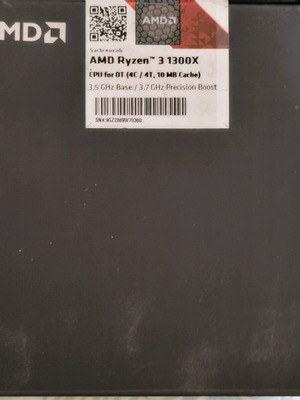 MD
AMD
Scan for more info
AMD Ryzen™ 3 1300X
CPU for DT (4C / 4T, 10 MB Cache)
3.5 GHz Base / 3.7 GHz Precision Boost